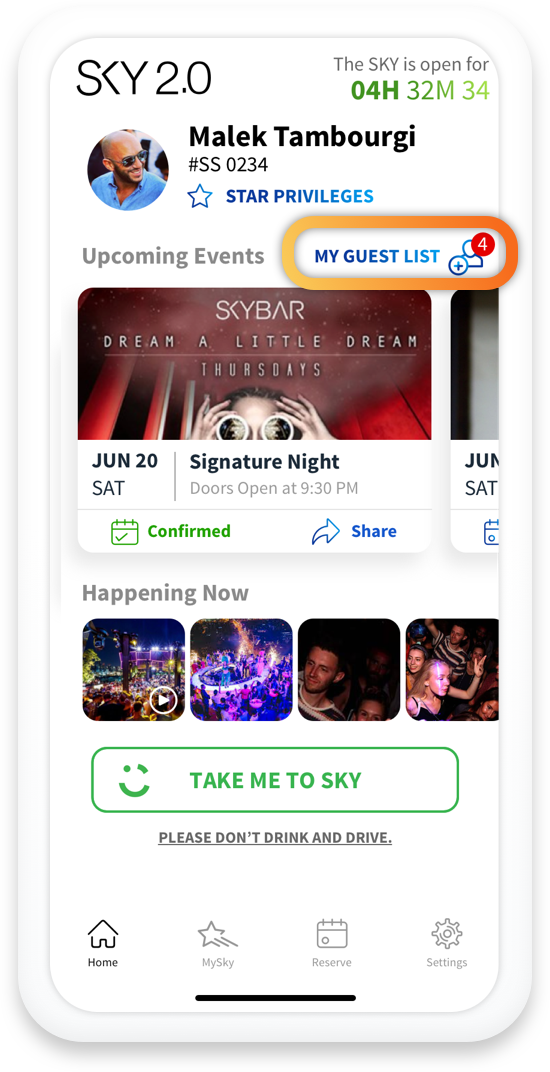 SKY 2.0
The SKY is open for
04H 32M 34
Malek Tambourgi
#SS 0234
STAR PRIVILEGES
Upcoming Events
MY GUEST LIST
4
SKYBAR
DREAM A LITTLE DREAM
THURSDAYS
JUN 20
SAT
Signature Night
Doors Open at 9:30 PM
Confirmed
Share
JUN
SAT
Happening Now
TAKE ME TO SKY
PLEASE DON’T DRINK AND DRIVE.
Home
MySky
Reserve
Settings